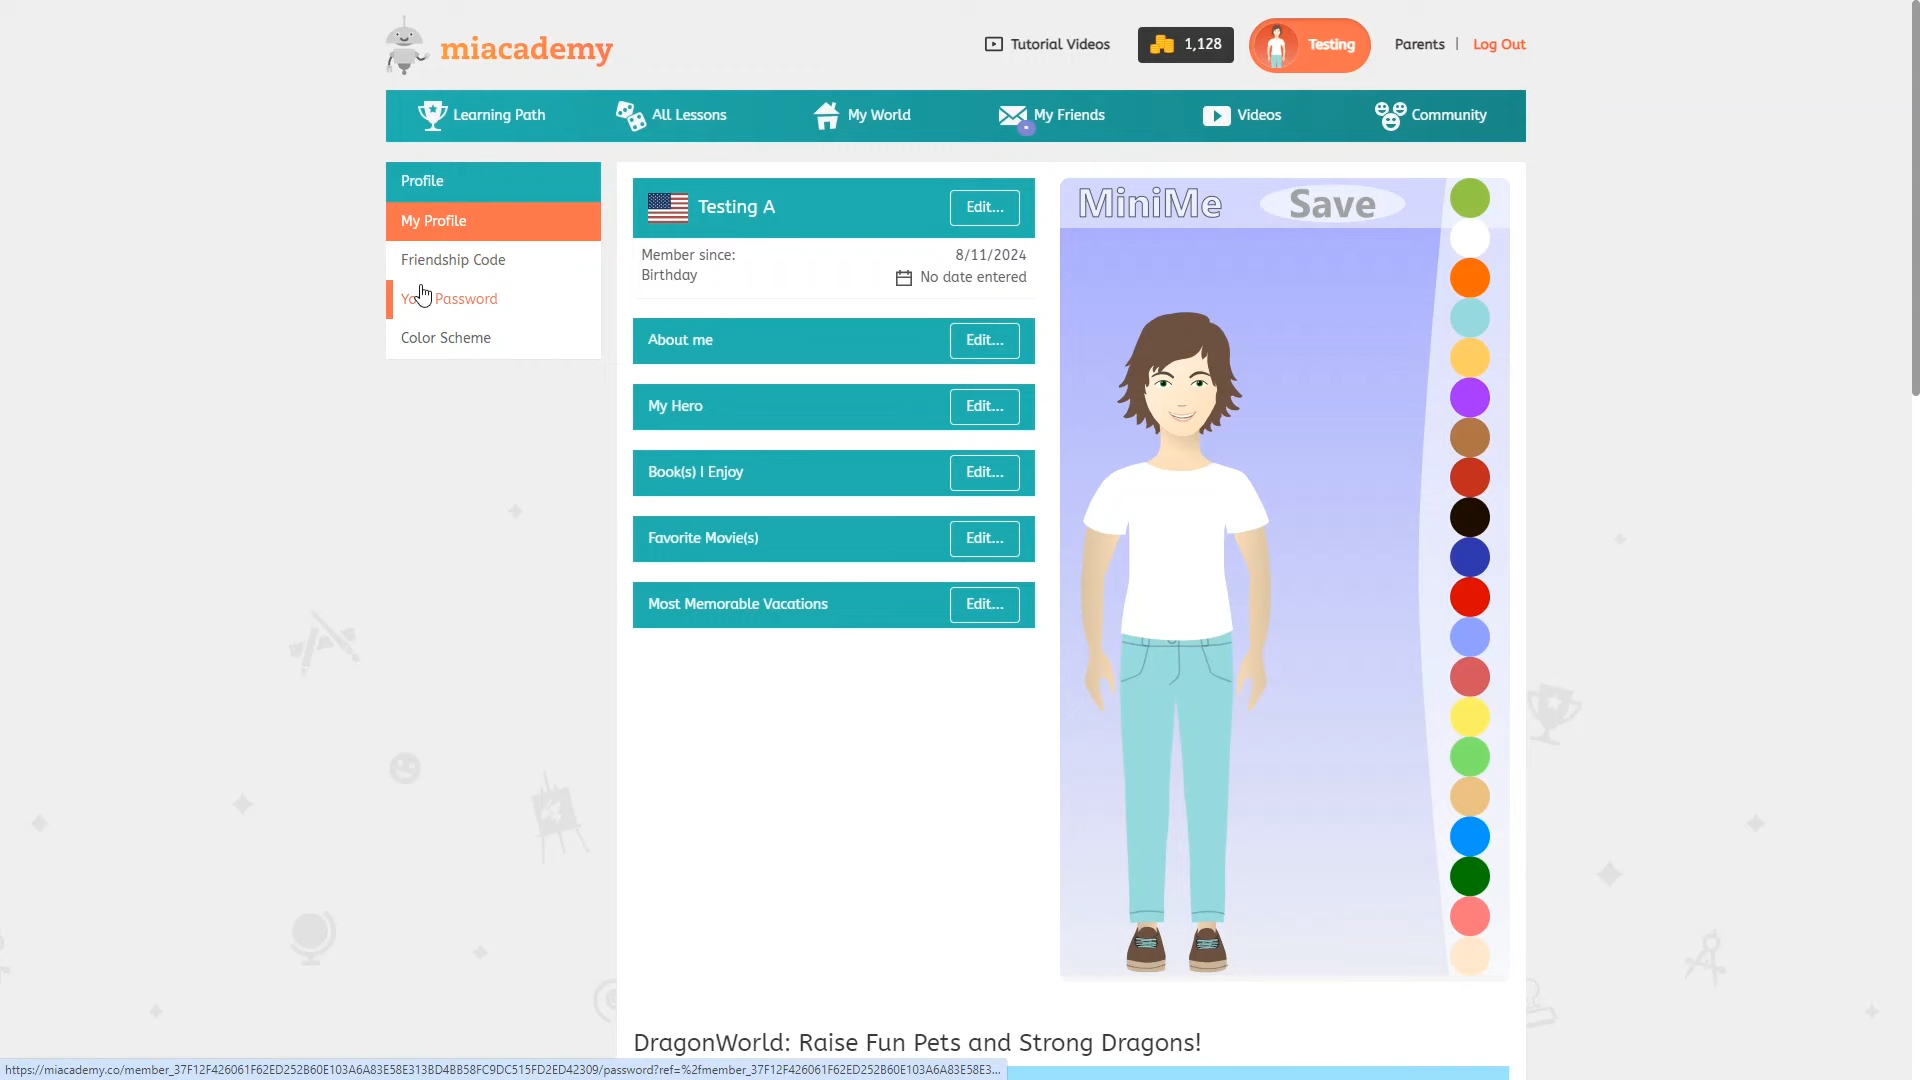 miacademy
Tutorial Videos
1,128
Testing
Parents | Log Out
Learning Path
All Lessons
My World
My Friends
Videos
Community
Profile
My Profile
Friendship Code
Password
Color Scheme
Testing A
Edit...
Member since: 8/11/2024
Birthday No date entered
About me Edit...
My Hero Edit...
Book(s) I Enjoy Edit...
Favorite Movie(s) Edit...
Most Memorable Vacations Edit...
MiniMe
Save
DragonWorld: Raise Fun Pets and Strong Dragons!
https://miacademy.co/member_37F12F426061F62ED252B60E103A6A83E58E313BD4BB58FC9DC515FD2ED42309/password?ref=%2fmember_37F12F426061F62ED252B60E103A6A83E58E3...